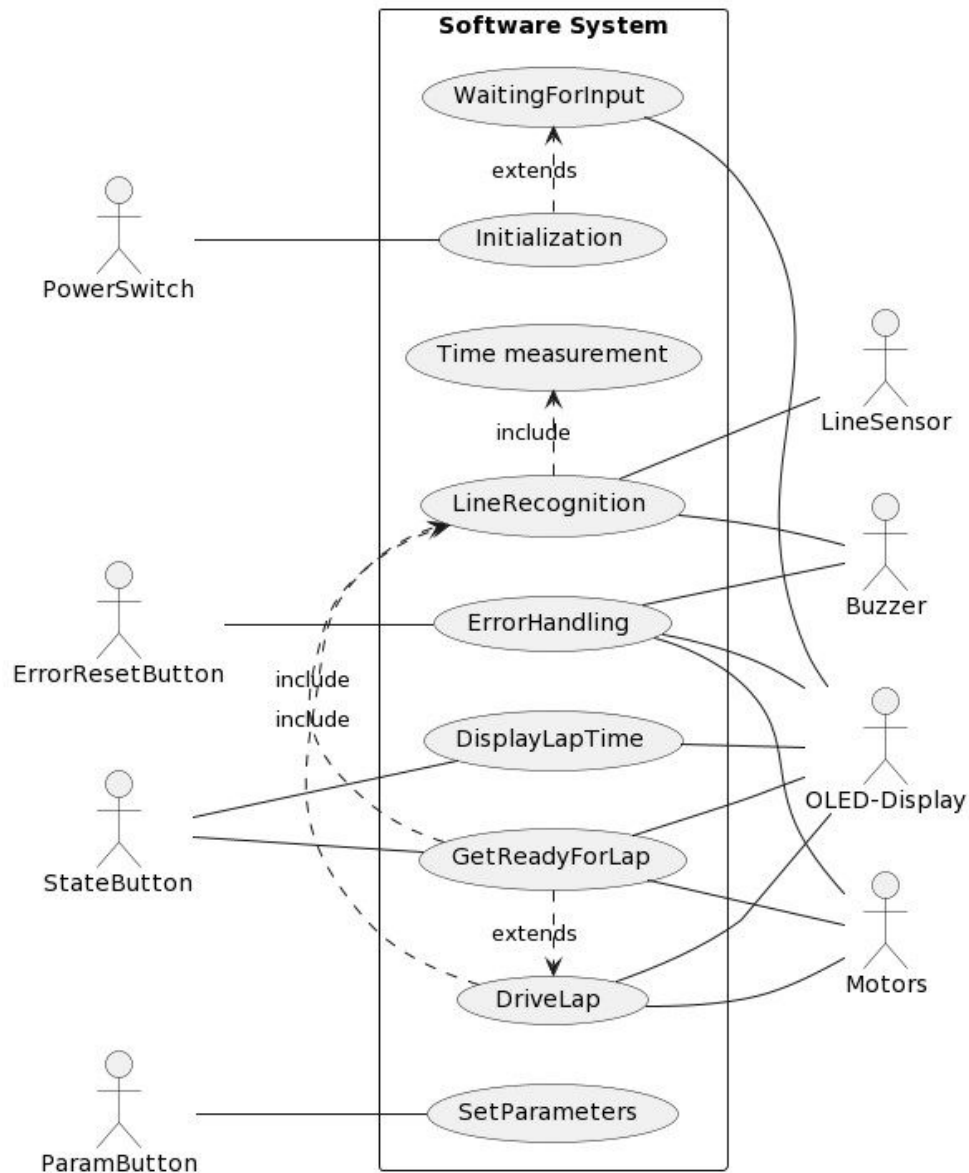 Software System
WaitingForInput
extends
Initialization
PowerSwitch
Time measurement
include
LineSensor
LineRecognition
Buzzer
ErrorHandling
ErrorResetButton
include
include
DisplayLapTime
OLED-Display
GetReadyForLap
StateButton
extends
Motors
DriveLap
SetParameters
ParamButton